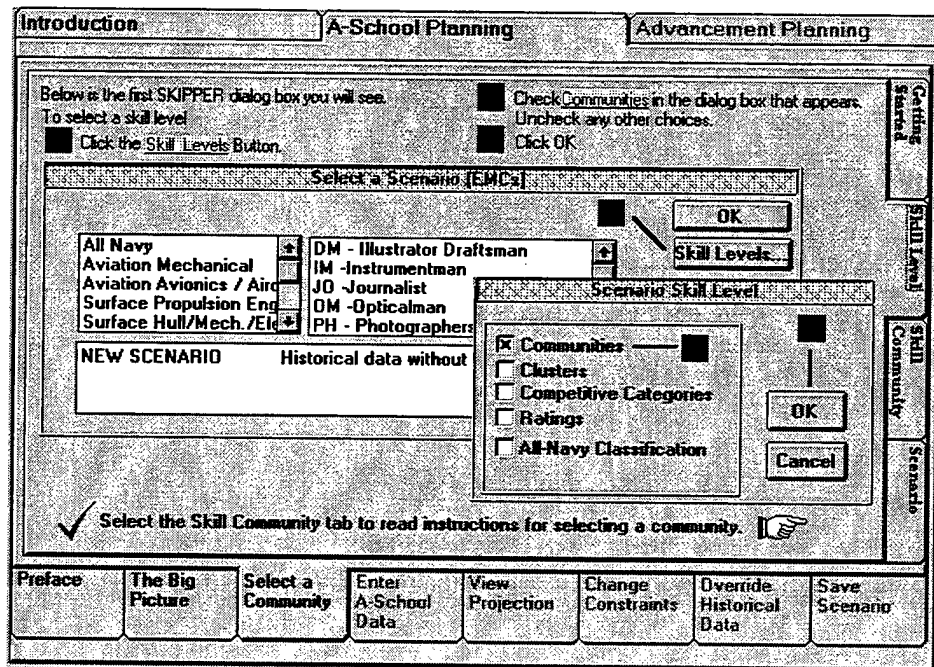 Introduction
A-School Planning
Advancement Planning
Below is the first SKIPPER dialog box you will see.
To select a skill level
Click the Skill Levels Button.
Check Communities in the dialog box that appears.
Uncheck any other choices.
Click OK
Getting
Started
Skill Level
Skill
Community
Scenario
Select a Scenario [EMCs]
OK
Skill Levels...
All Navy
Aviation Mechanical
Aviation Avionics / Airc
Surface Propulsion Eng
Surface Hull/Mech./Ele
DM - Illustrator Draftsman
IM -Instrumentman
JO -Journalist
OM -Opticalman
PH - Photographers
NEW SCENARIO Historical data without
Scenario Skill Level
Communities
Clusters
Competitive Categories
Ratings
All-Navy Classification
OK
Cancel
Select the Skill Community tab to read instructions for selecting a community.
Preface
The Big
Picture
Select a
Community
Enter
A-School
Data
View
Projection
Change
Constraints
Override
Historical
Data
Save
Scenario